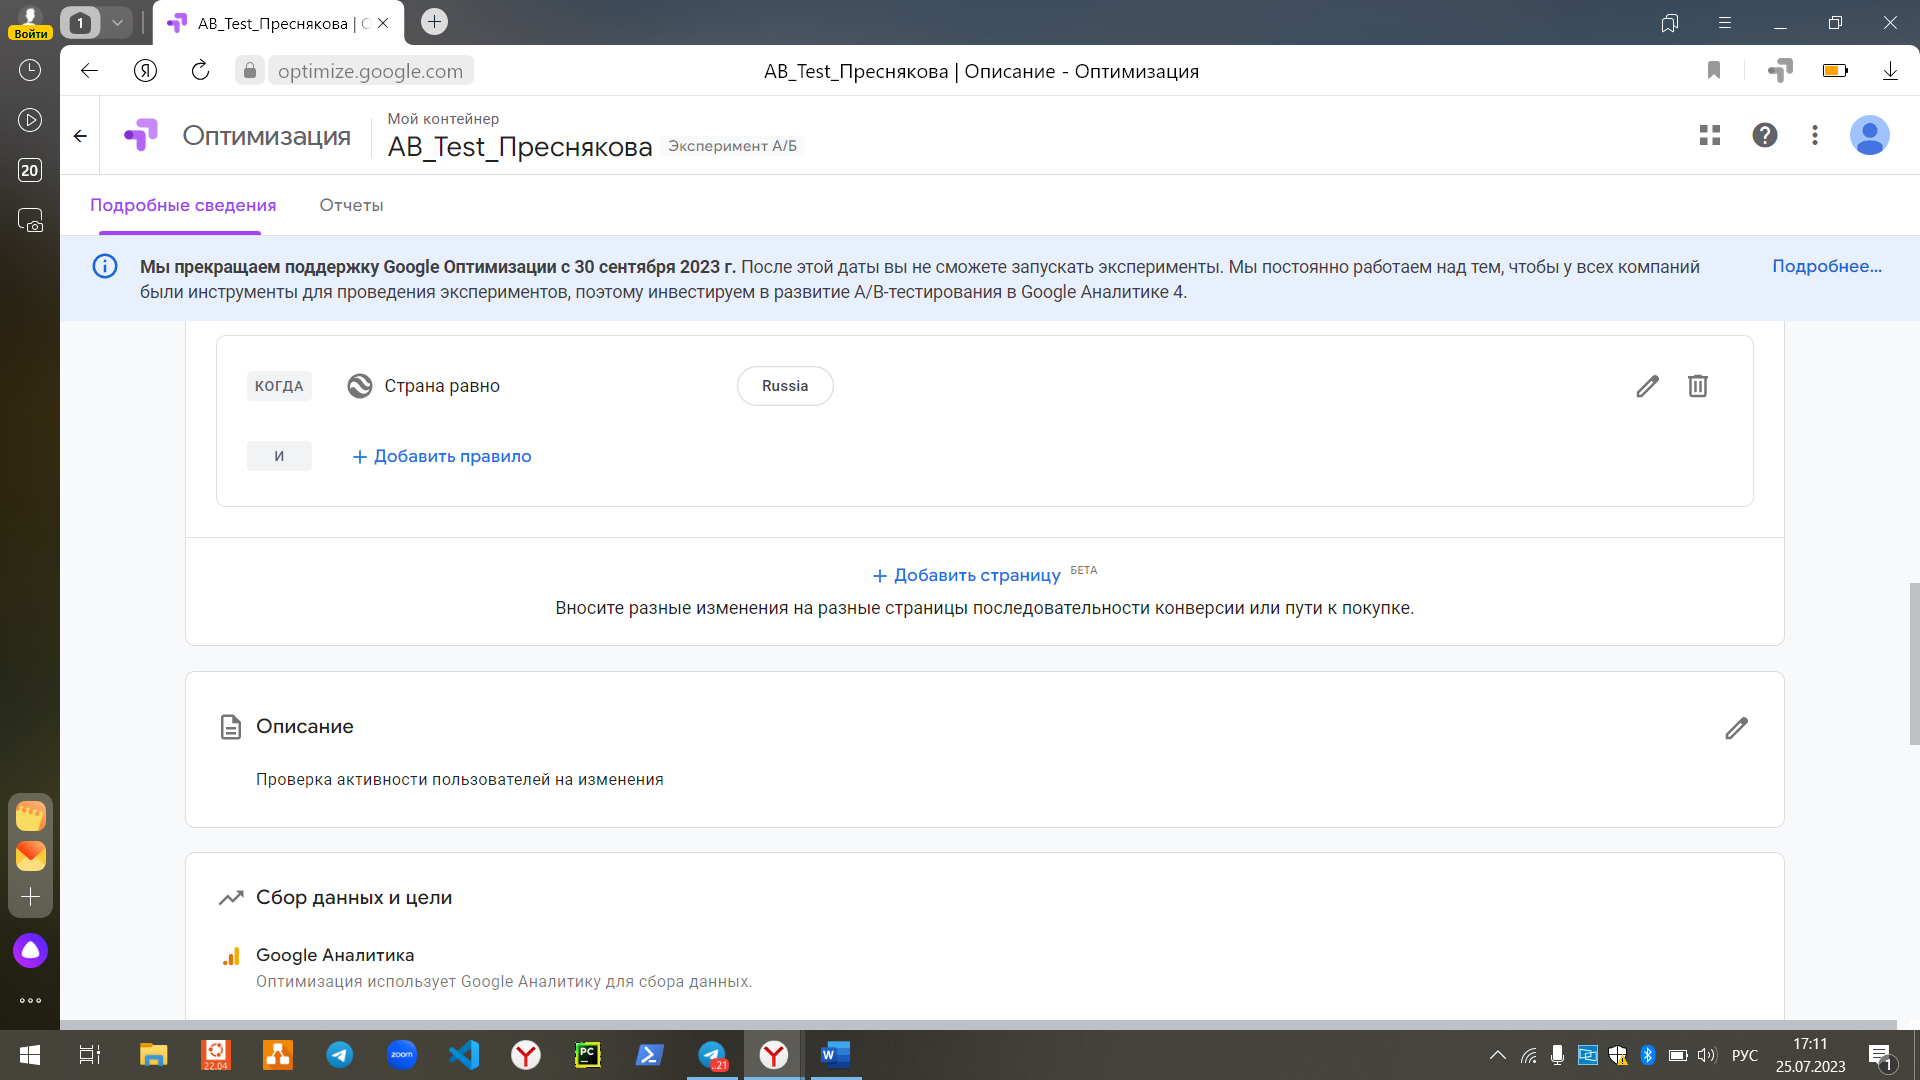 Войти
1
AB_Test_Преснякова | О
optimize.google.com
AB_Test_Преснякова | Описание - Оптимизация
20
Оптимизация
Мой контейнер
AB_Test_Преснякова
Эксперимент А/Б
Подробные сведения
Отчеты
Мы прекращаем поддержку Google Оптимизации с 30 сентября 2023 г. После этой даты вы не сможете запускать эксперименты. Мы постоянно работаем над тем, чтобы у всех компаний
были инструменты для проведения экспериментов, поэтому инвестируем в развитие A/B-тестирования в Google Аналитике 4.
Подробнее...
КОГДА
Страна равно
Russia
И
+ Добавить правило
+ Добавить страницу БЕТА
Вносите разные изменения на разные страницы последовательности конверсии или пути к покупке.
Описание
Проверка активности пользователей на изменения
Сбор данных и цели
Google Аналитика
Оптимизация использует Google Аналитику для сбора данных.
22.04
zoom
PC
..21
W
РУС
17:11
25.07.2023
1